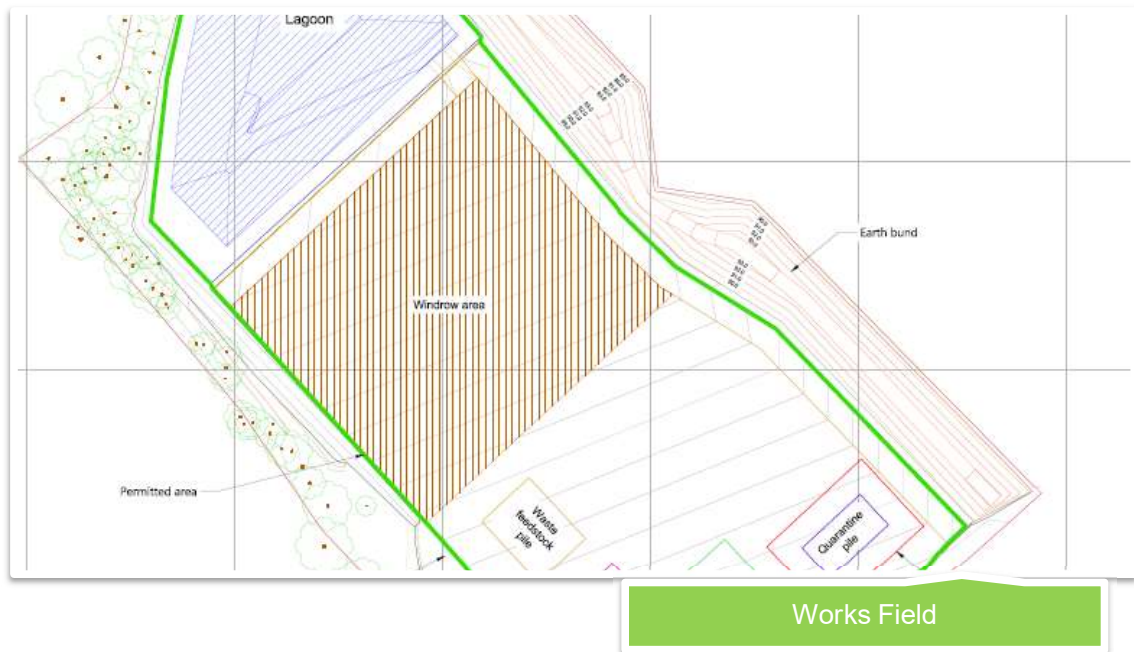 Lagoon
Earth bund
Windrow area
Permitted area
Waste
feedstock
pile
Quarantine
pile
Works Field